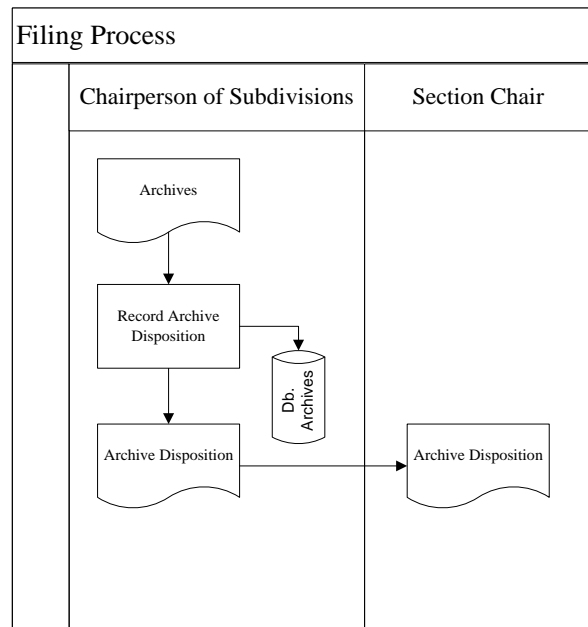 Filing Process
Chairperson of Subdivisions
Section Chair
Archives
Record Archive
Disposition
Db.
Archives
Archive Disposition
Archive Disposition